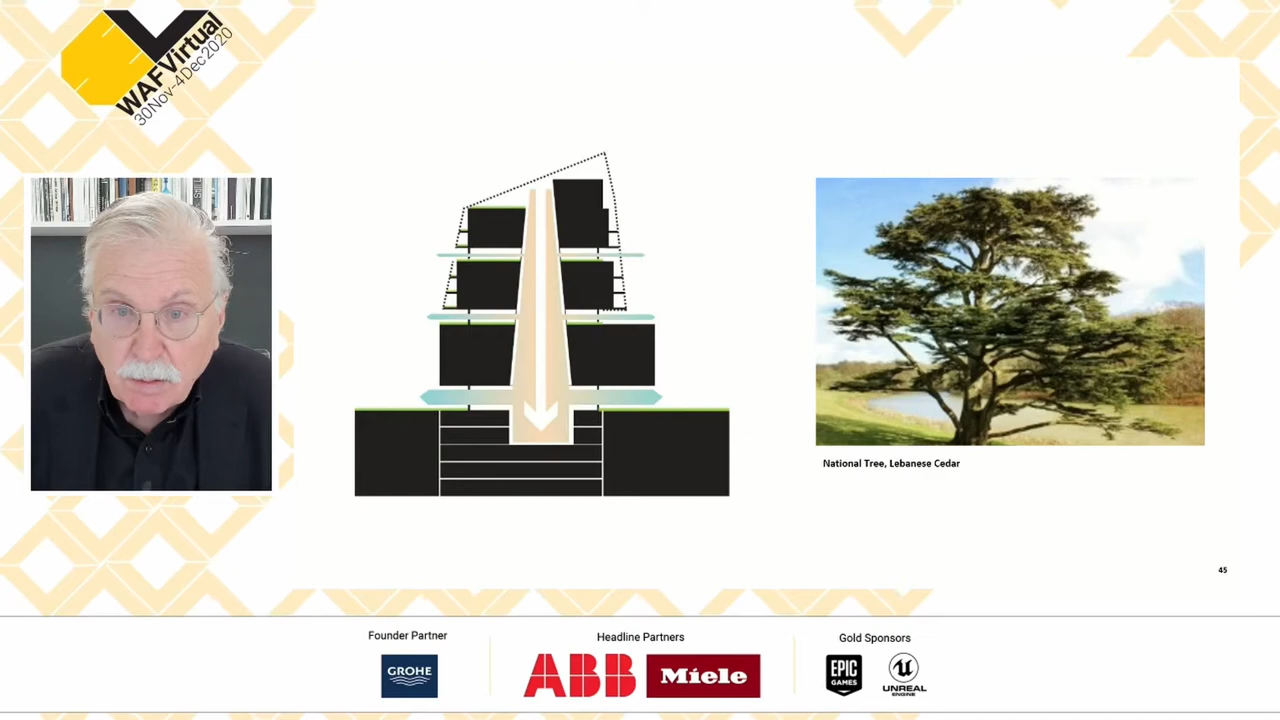 WAFVirtual
30Nov-4Dec2020
National Tree, Lebanese Cedar
45
Founder Partner
Headline Partners
Gold Sponsors
GROHE
ABB
Miele
EPIC
GAMES
UNREAL
ENGINE